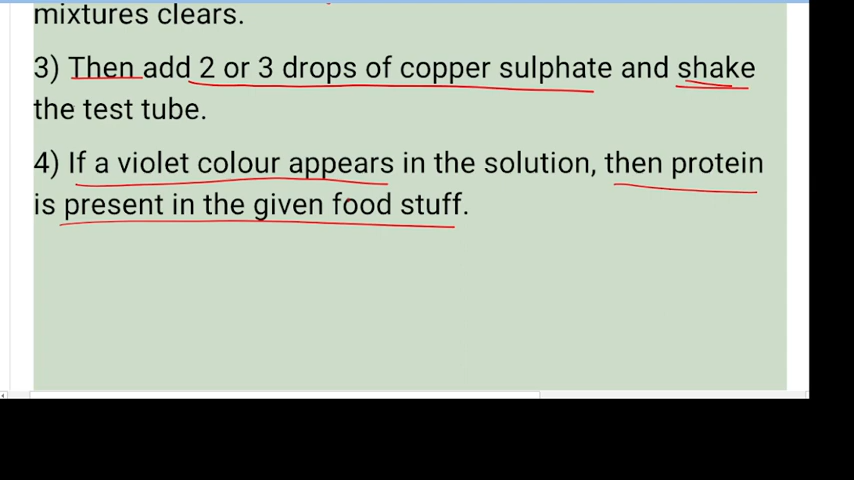 mixtures clears.
3) Then add 2 or 3 drops of copper sulphate and shake
the test tube.
4) If a violet colour appears in the solution, then protein
is present in the given food stuff.